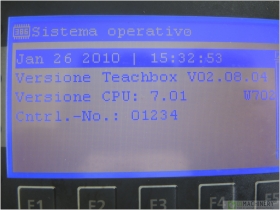 Sistema operativo
Jan 26 2010 | 15:32:53
Versione Teachbox V02.08.04
Versione CPU: 7.01 W702
Cntrl.-No.: 01234
F1 F2 F3 F4